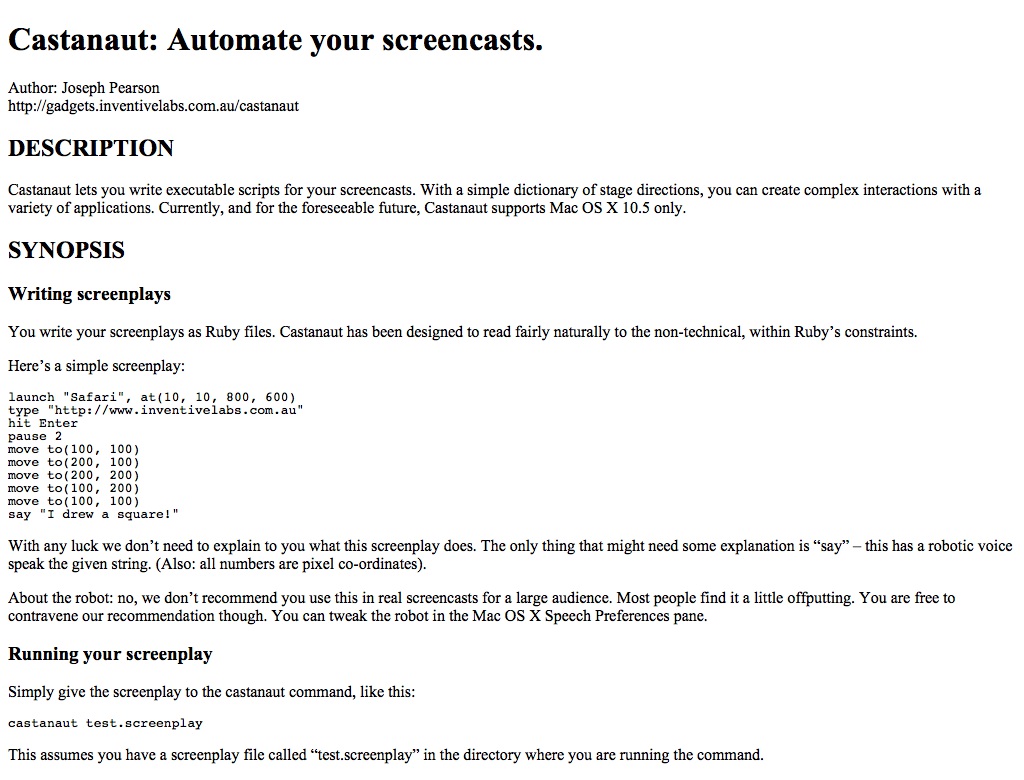 Castanaut: Automate your screencasts.
Author: Joseph Pearson
http://gadgets.inventivelabs.com.au/castanaut
DESCRIPTION
Castanaut lets you write executable scripts for your screencasts. With a simple dictionary of stage directions, you can create complex interactions with a
variety of applications. Currently, and for the foreseeable future, Castanaut supports Mac OS X 10.5 only.
SYNOPSIS
Writing screenplays
You write your screenplays as Ruby files. Castanaut has been designed to read fairly naturally to the non-technical, within Ruby’s constraints.
Here’s a simple screenplay:
launch "Safari", at(10, 10, 800, 600)
type "http://www.inventivelabs.com.au"
hit Enter
pause 2
move to(100, 100)
move to(200, 100)
move to(200, 200)
move to(100, 200)
move to(100, 100)
say "I drew a square!"
With any luck we don’t need to explain to you what this screenplay does. The only thing that might need some explanation is “say” – this has a robotic voice
speak the given string. (Also: all numbers are pixel co-ordinates).
About the robot: no, we don’t recommend you use this in real screencasts for a large audience. Most people find it a little offputting. You are free to
contravene our recommendation though. You can tweak the robot in the Mac OS X Speech Preferences pane.
Running your screenplay
Simply give the screenplay to the castanaut command, like this:
castanaut test.screenplay
This assumes you have a screenplay file called “test.screenplay” in the directory where you are running the command.